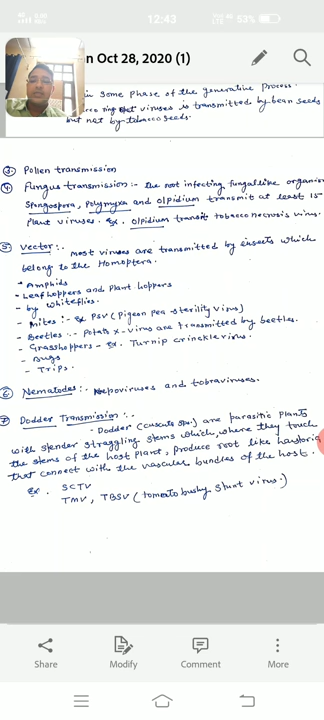 12:43
53%
n Oct 28, 2020 (1)
in some phase of the generative process.
ring viruses is transmitted by bean seeds
but not by tobacco seeds.
③ Pollen transmission
④ Fungus transmission :- the root infecting fungal like organism
Spongospora, Polymyxa and olpidium transmit at least 15
Plant viruses. Ex. olpidium transit tobacco necrosis virus.
⑤ Vector :- most viruses are transmitted by insects which
belong to the Homoptera.
- Amphids
- Leafhoppers and Plant hoppers
- by whiteflies.
- Mites :- Ex PSV (Pigeon pea sterility virus)
- Beetles :- Potato x-virus are transmitted by beetles.
- Grasshoppers - Ex. Turnip crinckle virus.
- Bugs
- Trips.
⑥ Nematodes :- Nepoviruses and tobraviruses.
⑦ Dodder Transmission :-
- Dodder (cuscuta spp.) are parasitic plants
with slender straggling stems which, where they touch
the stems of the host plant, produce root like haustoria
that connect with the vascular bundles of the host.
Ex. SCTV
TMV, TBSV (tomato bushy stunt virus.)
Share
Modify
Comment
More